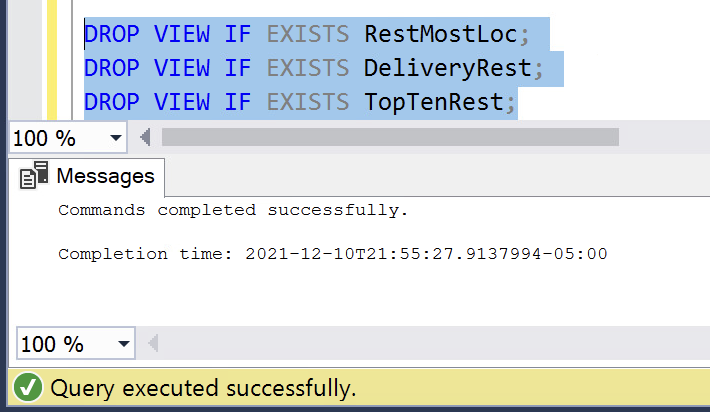 DROP VIEW IF EXISTS RestMostLoc;
DROP VIEW IF EXISTS DeliveryRest;
DROP VIEW IF EXISTS TopTenRest;
100 %
Messages
Commands completed successfully.
Completion time: 2021-12-10T21:55:27.9137994-05:00
100 %
Query executed successfully.